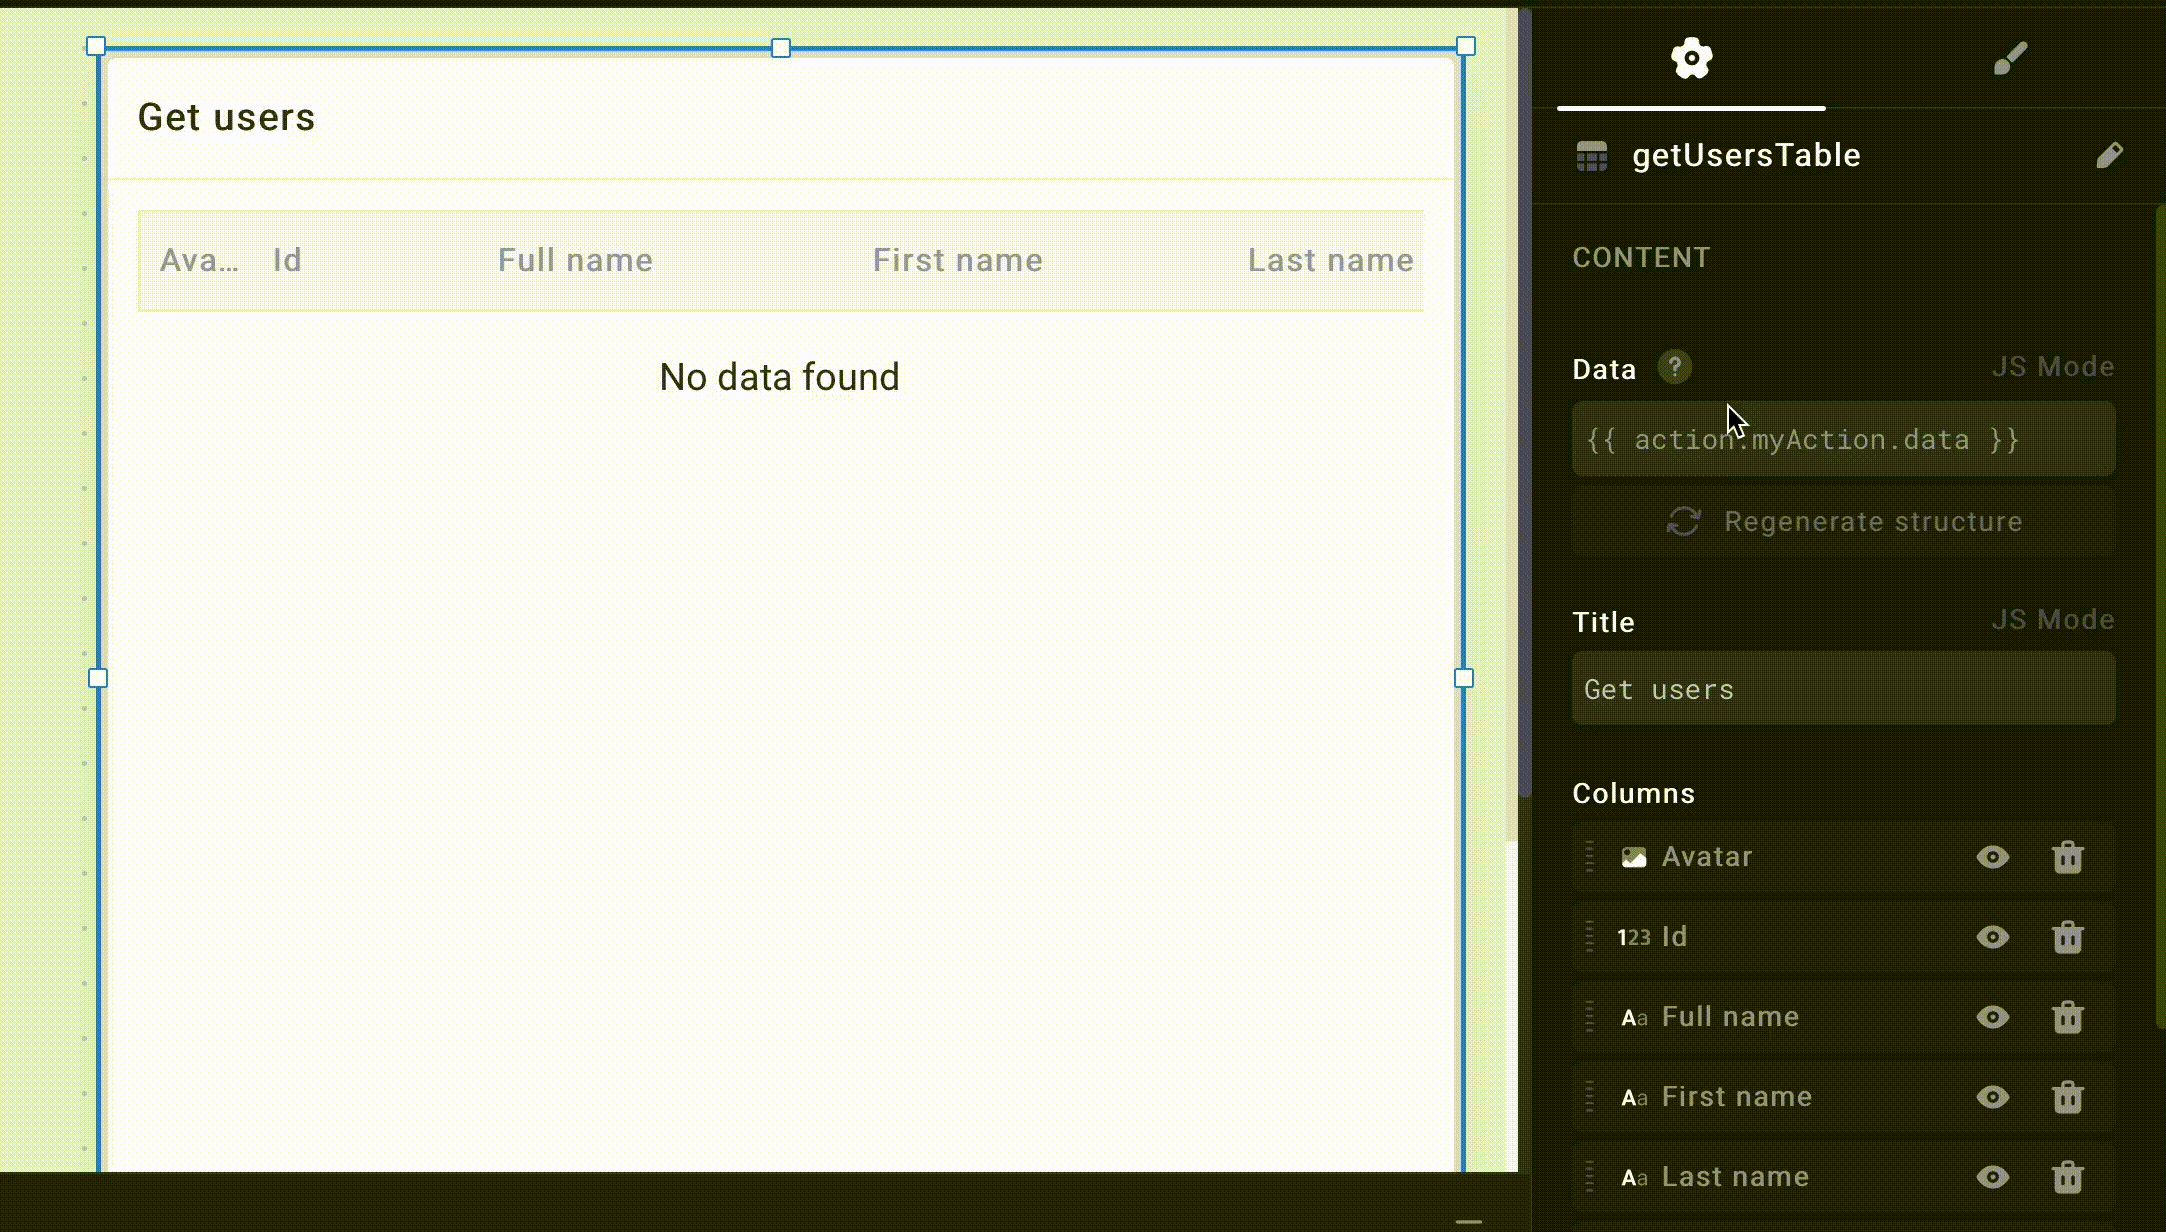 Get users
Ava... Id Full name First name Last name
No data found
getUsersTable
CONTENT
Data ? JS Mode
{{ action.myAction.data }}
Regenerate structure
Title JS Mode
Get users
Columns
Avatar
123 Id
Aa Full name
Aa First name
Aa Last name